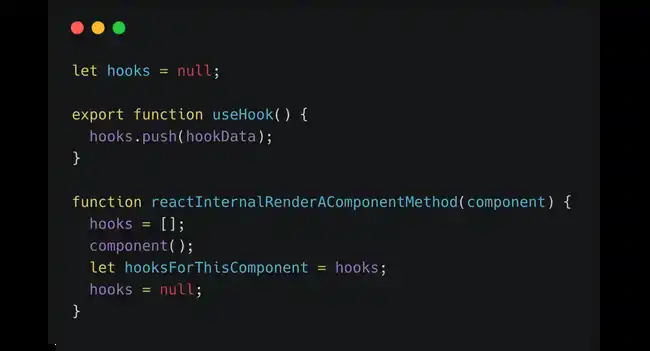 let hooks = null;
export function useHook() {
hooks.push(hookData);
}
function reactInternalRenderAComponentMethod(component) {
hooks = [];
component();
let hooksForThisComponent = hooks;
hooks = null;
}